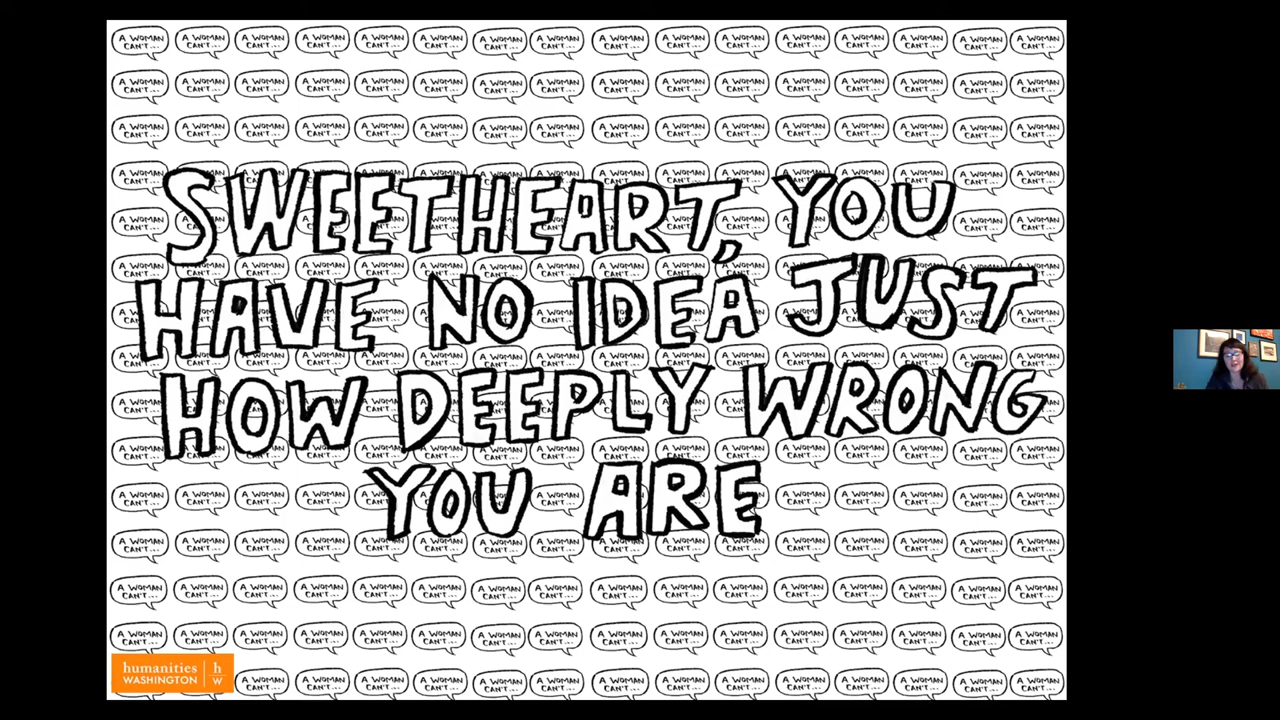 A WOMAN
CAN'T...
SWEETHEART, YOU
HAVE NO IDEA JUST
HOW DEEPLY WRONG
YOU ARE
humanities
WASHINGTON
h
w